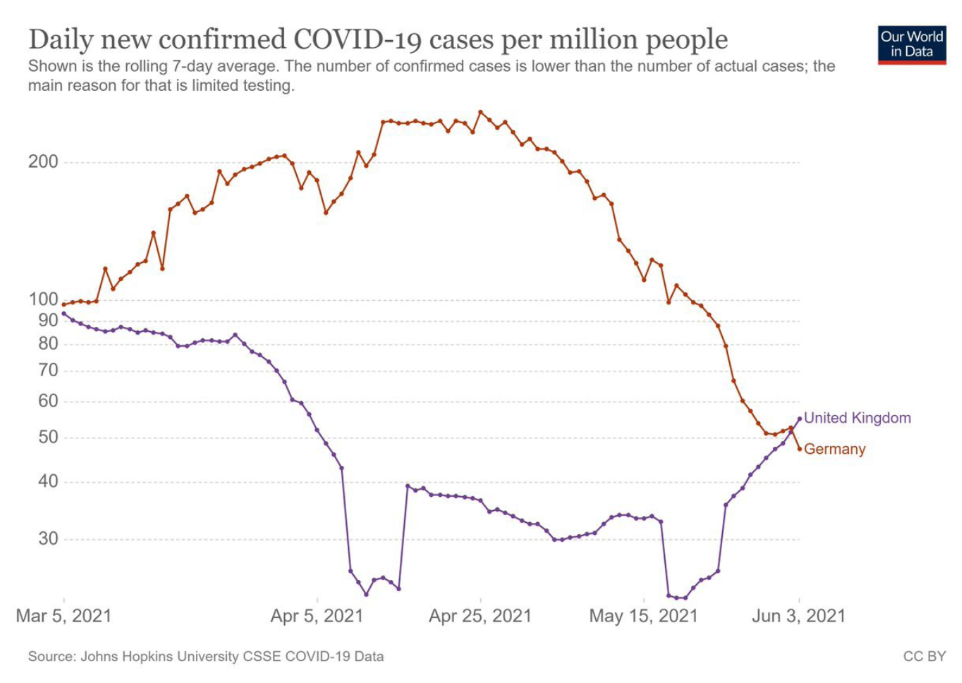 Daily new confirmed COVID-19 cases per million people
Shown is the rolling 7-day average. The number of confirmed cases is lower than the number of actual cases; the
main reason for that is limited testing.
Our World
in Data
200
100
90
80
70
60
50
40
30
United Kingdom
Germany
Mar 5, 2021
Apr 5, 2021
Apr 25, 2021
May 15, 2021
Jun 3, 2021
Source: Johns Hopkins University CSSE COVID-19 Data
CC BY